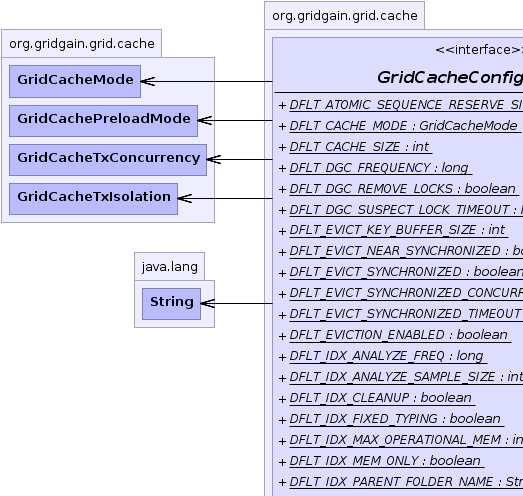 org.gridgain.grid.cache
org.gridgain.grid.cache
GridCacheMode
GridCachePreloadMode
GridCacheTxConcurrency
GridCacheTxIsolation
java.lang
String
<<interface>>
GridCacheConfig
+ DFLT_ATOMIC_SEQUENCE_RESERVE_SI
+ DFLT_CACHE_MODE : GridCacheMode
+ DFLT_CACHE_SIZE : int
+ DFLT_DGC_FREQUENCY : long
+ DFLT_DGC_REMOVE_LOCKS : boolean
+ DFLT_DGC_SUSPECT_LOCK_TIMEOUT : l
+ DFLT_EVICT_KEY_BUFFER_SIZE : int
+ DFLT_EVICT_NEAR_SYNCHRONIZED : bo
+ DFLT_EVICT_SYNCHRONIZED : boolean
+ DFLT_EVICT_SYNCHRONIZED_CONCURR
+ DFLT_EVICT_SYNCHRONIZED_TIMEOUT
+ DFLT_EVICTION_ENABLED : boolean
+ DFLT_IDX_ANALYZE_FREQ : long
+ DFLT_IDX_ANALYZE_SAMPLE_SIZE : int
+ DFLT_IDX_CLEANUP : boolean
+ DFLT_IDX_FIXED_TYPING : boolean
+ DFLT_IDX_MAX_OPERATIONAL_MEM : in
+ DFLT_IDX_MEM_ONLY : boolean
+ DFLT_IDX_PARENT_FOLDER_NAME : Str